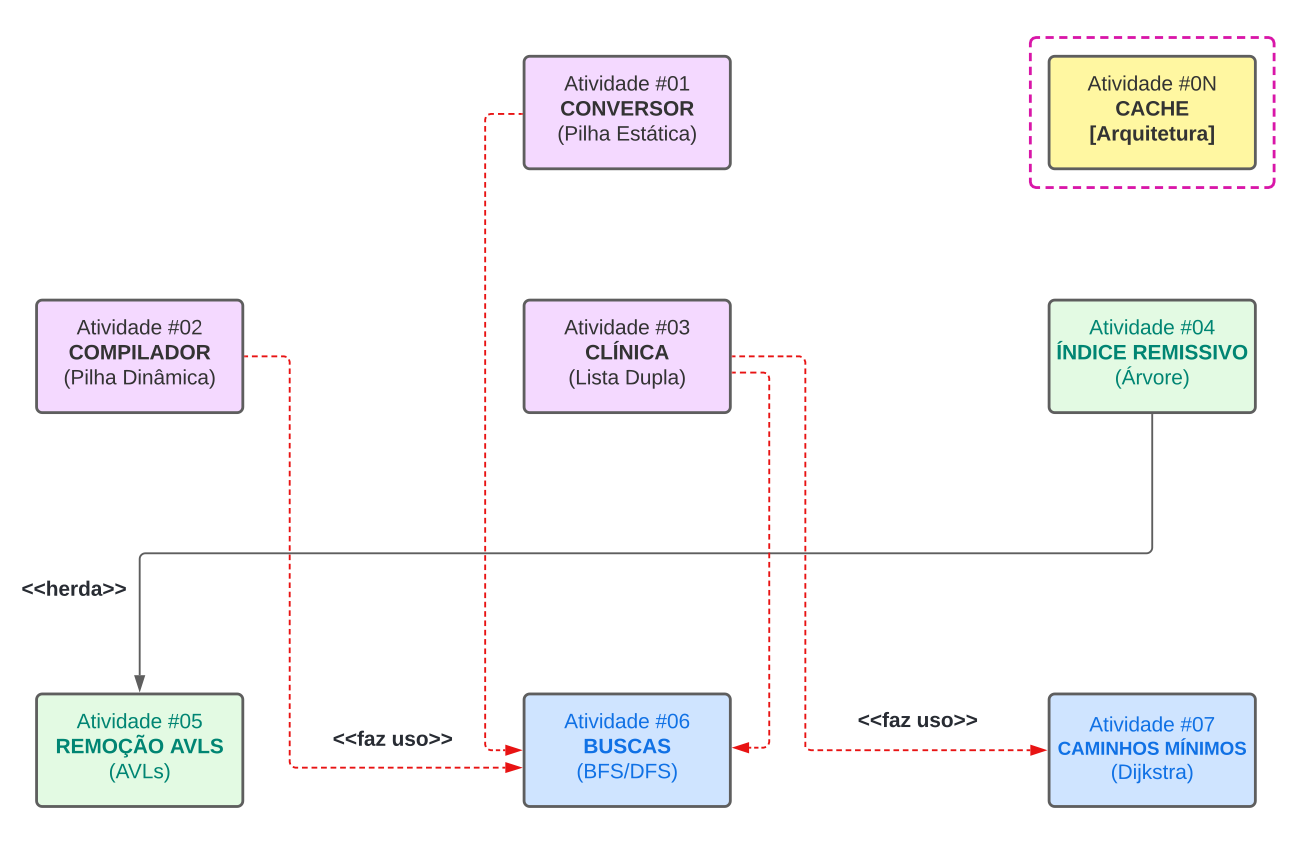 Atividade #01
CONVERSOR
(Pilha Estática)
Atividade #0N
CACHE
[Arquitetura]
Atividade #02
COMPILADOR
(Pilha Dinâmica)
Atividade #03
CLÍNICA
(Lista Dupla)
Atividade #04
ÍNDICE REMISSIVO
(Árvore)
<<herda>>
Atividade #05
REMOÇÃO AVLS
(AVLs)
<<faz uso>>
Atividade #06
BUSCAS
(BFS/DFS)
<<faz uso>>
Atividade #07
CAMINHOS MÍNIMOS
(Dijkstra)